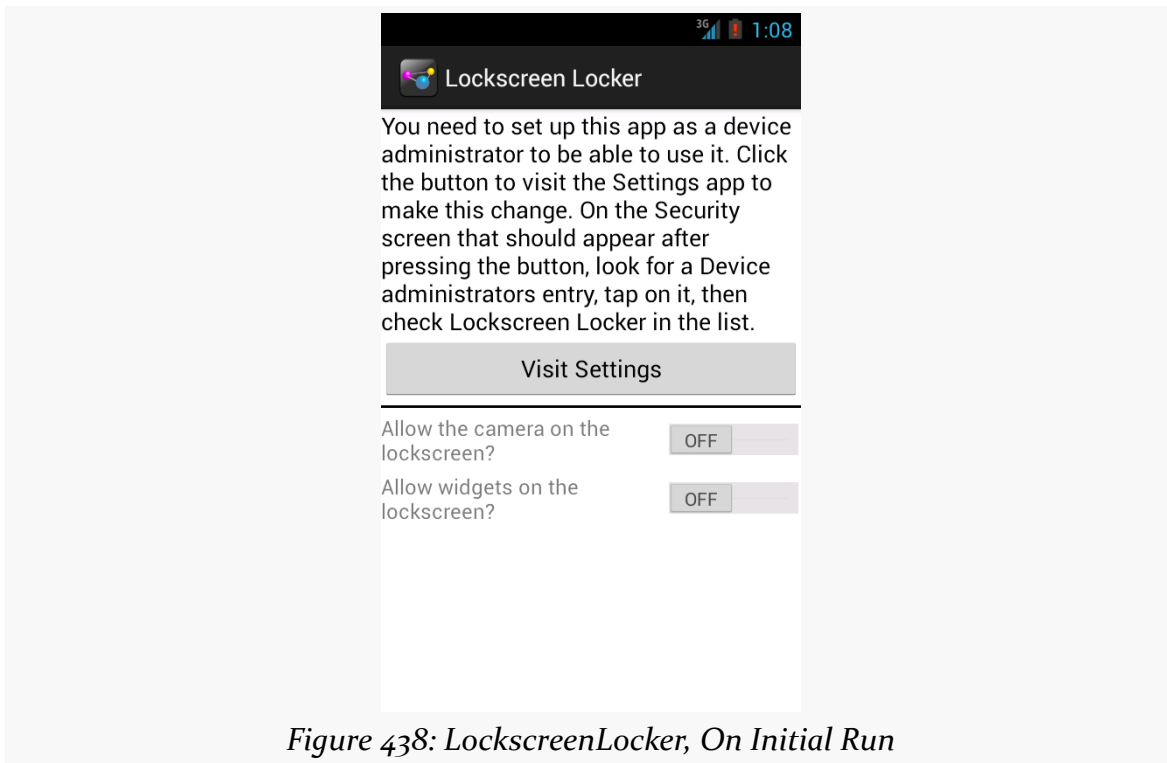 3G 1:08
Lockscreen Locker
You need to set up this app as a device
administrator to be able to use it. Click
the button to visit the Settings app to
make this change. On the Security
screen that should appear after
pressing the button, look for a Device
administrators entry, tap on it, then
check Lockscreen Locker in the list.
Visit Settings
Allow the camera on the
lockscreen?
OFF
Allow widgets on the
lockscreen?
OFF
Figure 438: LockscreenLocker, On Initial Run